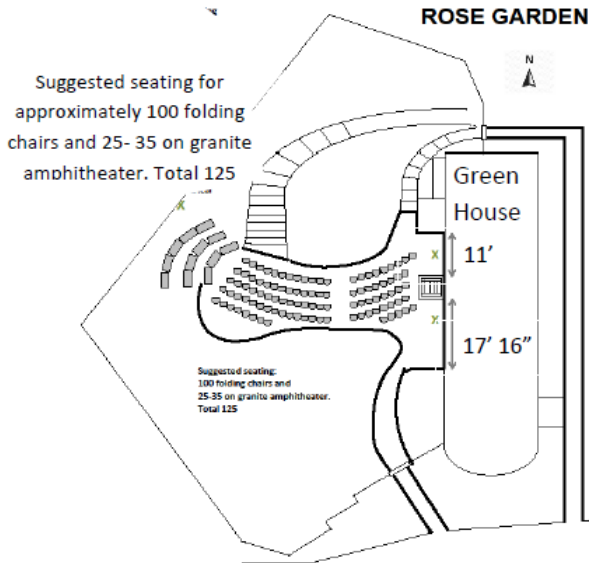 ROSE GARDEN
N
Suggested seating for
approximately 100 folding
chairs and 25- 35 on granite
amphitheater. Total 125
X
Green
House
X
11’
X
17’ 16”
Suggested seating:
100 folding chairs and
25-35 on granite amphitheater.
Total 125